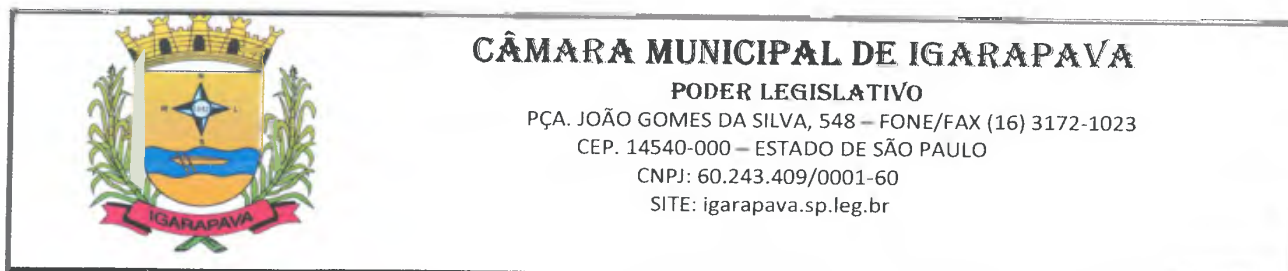 CÂMARA MUNICIPAL DE IGARAPAVA
PODER LEGISLATIVO
PÇA. JOÃO GOMES DA SILVA, 548 – FONE/FAX (16) 3172-1023
CEP. 14540-000 – ESTADO DE SÃO PAULO
CNPJ: 60.243.409/0001-60
SITE: igarapava.sp.leg.br
N
L
S
IGARAPAVA